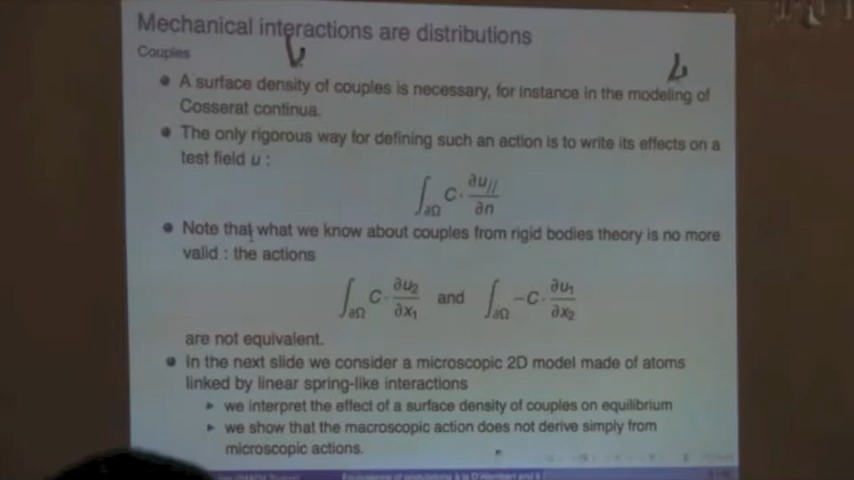 Mechanical interactions are distributions
Couples
• A surface density of couples is necessary, for instance in the modeling of
Cosserat continua.
• The only rigorous way for defining such an action is to write its effects on a
test field u :
∫∂Ω C · ∂u// / ∂n
• Note that what we know about couples from rigid bodies theory is no more
valid : the actions
∫∂Ω C · ∂u₂ / ∂x₁ and ∫∂Ω −C · ∂u₁ / ∂x₂
are not equivalent.
• In the next slide we consider a microscopic 2D model made of atoms
linked by linear spring-like interactions
► we interpret the effect of a surface density of couples on equilibrium
► we show that the macroscopic action does not derive simply from
microscopic actions.